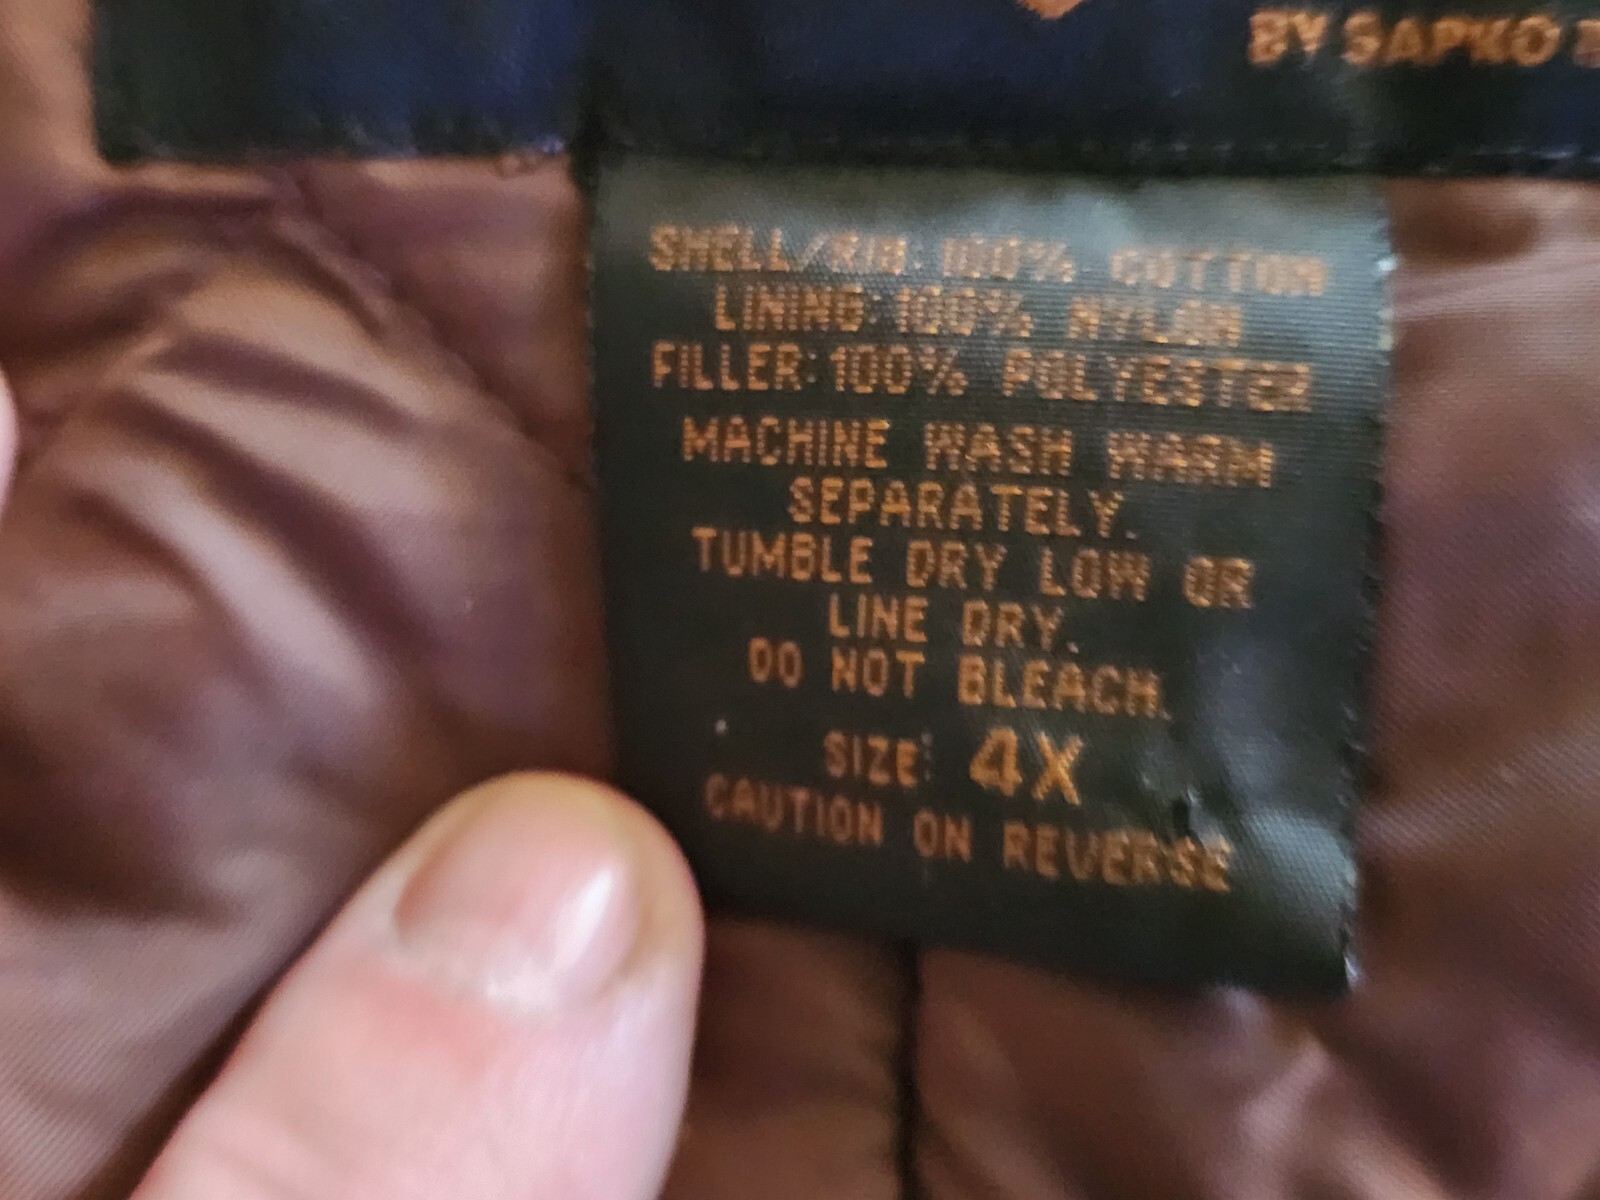 BY SAPKO
SHELL/RIB: 100% COTTON
LINING: 100% NYLON
FILLER: 100% POLYESTER
MACHINE WASH WARM
SEPARATELY.
TUMBLE DRY LOW OR
LINE DRY.
DO NOT BLEACH.
SIZE: 4X
CAUTION ON REVERSE